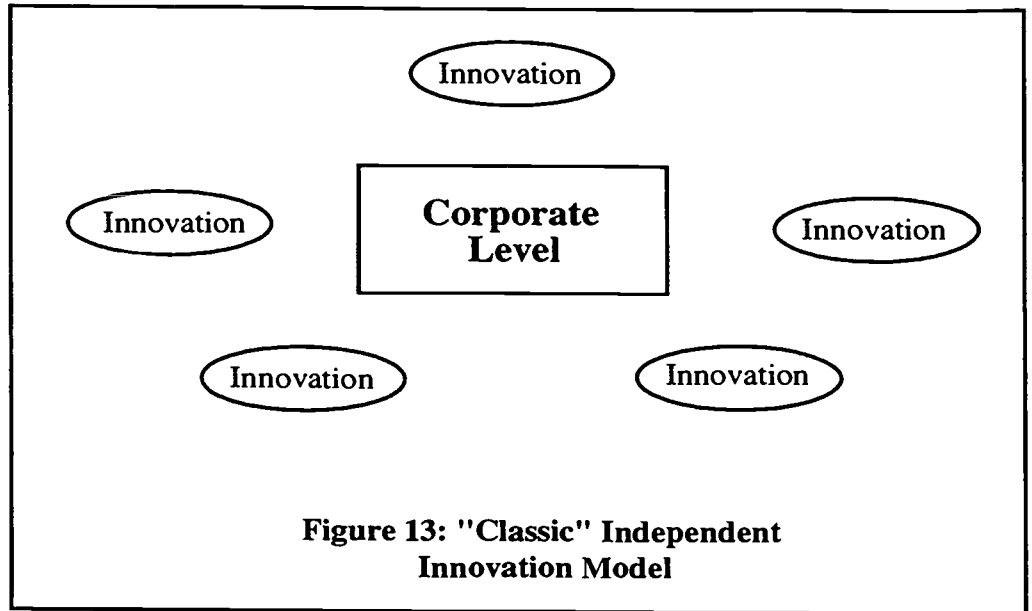 Innovation
Innovation
Corporate
Level
Innovation
Innovation
Innovation
Figure 13: "Classic" Independent
Innovation Model